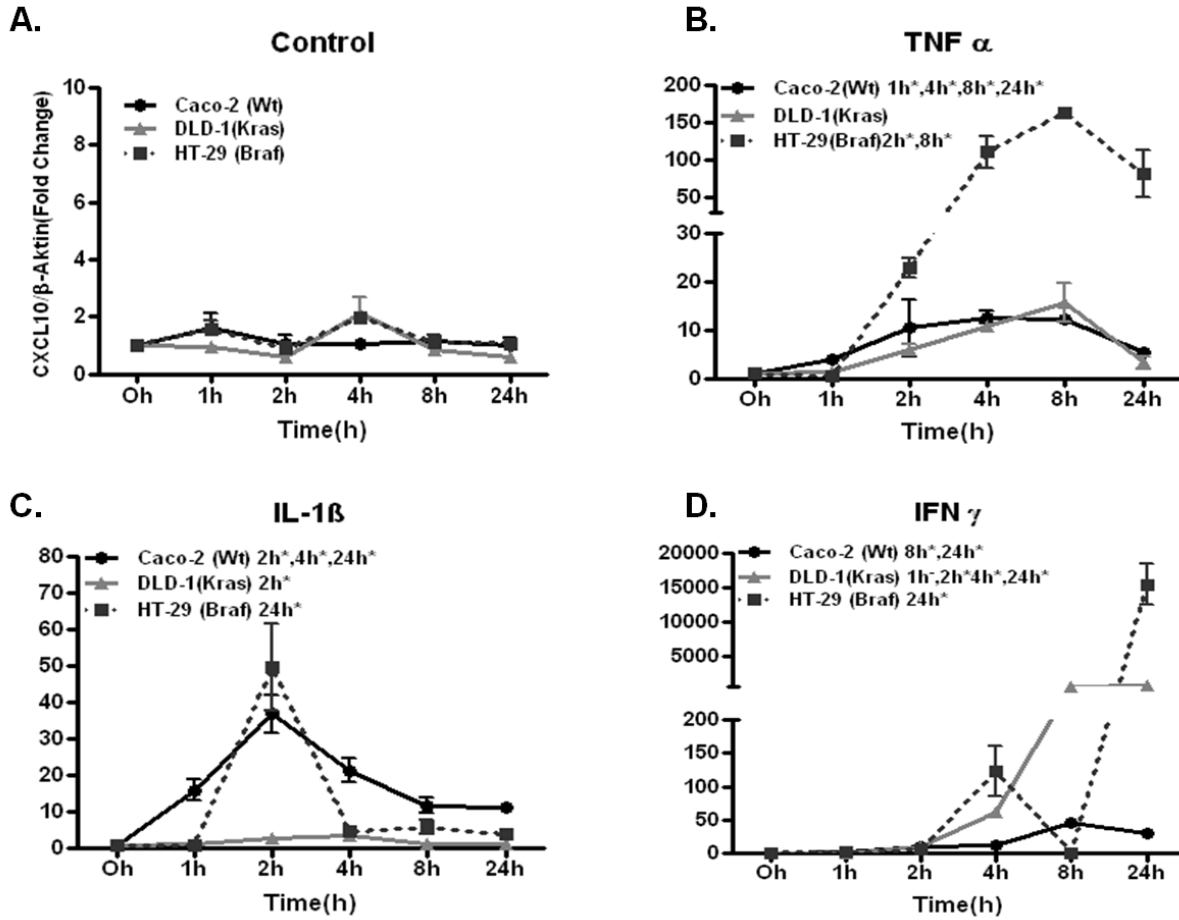 A.
Control
10
8
6
4
2
0
CXCL10/β-Aktin(Fold Change)
Caco-2 (Wt)
DLD-1(Kras)
HT-29 (Braf)
Oh 1h 2h 4h 8h 24h
Time(h)
B.
TNF α
200
150
100
50
30
20
10
0
Caco-2(Wt) 1h*,4h*,8h*,24h*
DLD-1(Kras)
HT-29(Braf)2h*,8h*
Oh 1h 2h 4h 8h 24h
Time(h)
C.
IL-1ß
80
70
60
50
40
30
20
10
0
Caco-2 (Wt) 2h*,4h*,24h*
DLD-1(Kras) 2h*
HT-29 (Braf) 24h*
Oh 1h 2h 4h 8h 24h
Time(h)
D.
IFN γ
20000
15000
10000
5000
200
150
100
50
0
Caco-2 (Wt) 8h*,24h*
DLD-1(Kras) 1h*,2h*4h*,24h*
HT-29 (Braf) 24h*
Oh 1h 2h 4h 8h 24h
Time(h)